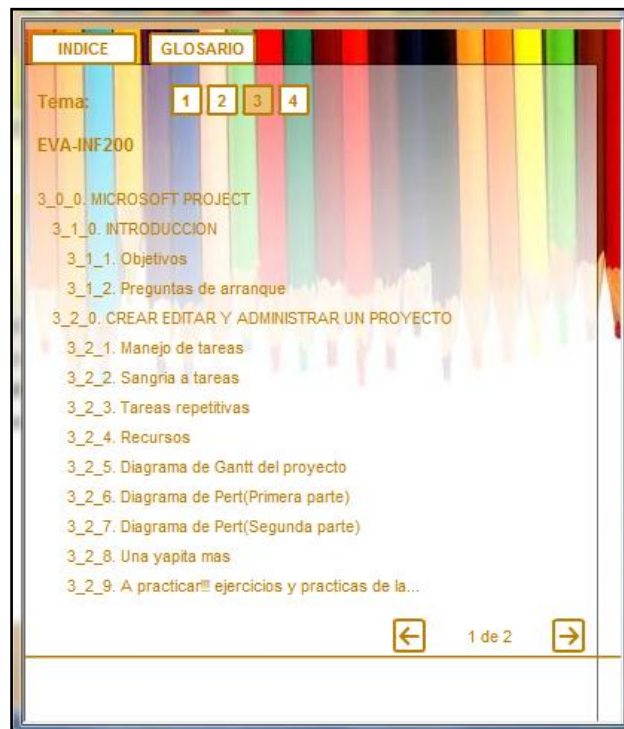 INDICE GLOSARIO
Tema: 1 2 3 4
EVA-INF200
3_0_0. MICROSOFT PROJECT
3_1_0. INTRODUCCION
3_1_1. Objetivos
3_1_2. Preguntas de arranque
3_2_0. CREAR EDITAR Y ADMINISTRAR UN PROYECTO
3_2_1. Manejo de tareas
3_2_2. Sangria a tareas
3_2_3. Tareas repetitivas
3_2_4. Recursos
3_2_5. Diagrama de Gantt del proyecto
3_2_6. Diagrama de Pert(Primera parte)
3_2_7. Diagrama de Pert(Segunda parte)
3_2_8. Una yapita mas
3_2_9. A practicar!!! ejercicios y practicas de la...
1 de 2